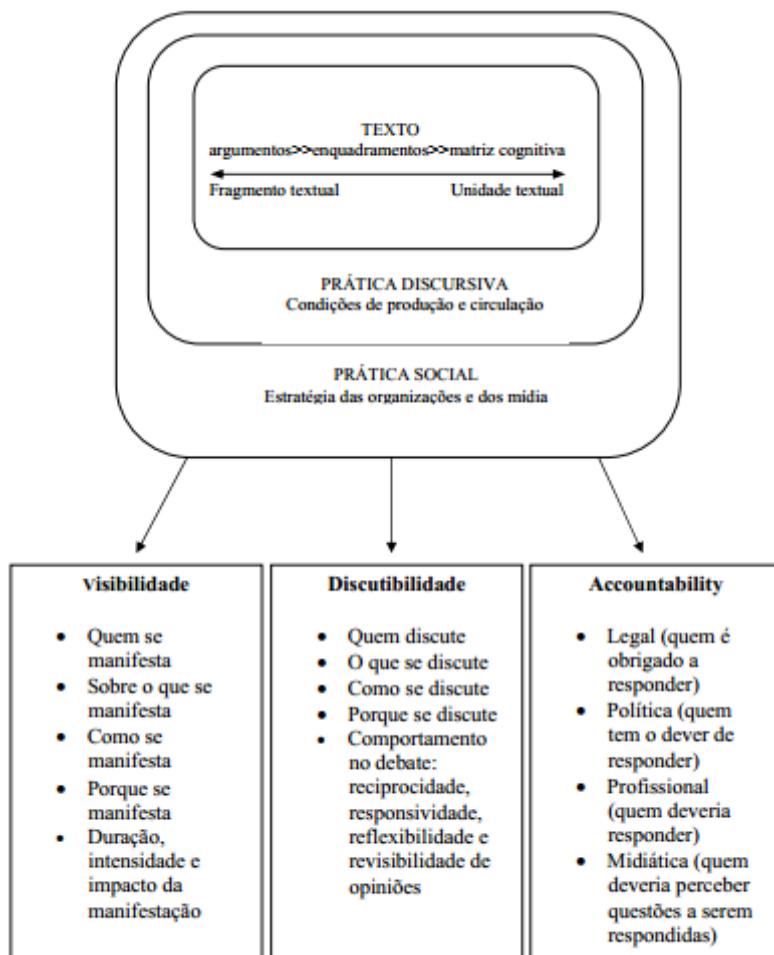 TEXTO
argumentos>>enquadramentos>>matriz cognitiva
Fragmento textual Unidade textual
PRÁTICA DISCURSIVA
Condições de produção e circulação
PRÁTICA SOCIAL
Estratégia das organizações e dos mídia
Visibilidade
• Quem se
manifesta
• Sobre o que se
manifesta
• Como se
manifesta
• Porque se
manifesta
• Duração,
intensidade e
impacto da
manifestação
Discutibilidade
• Quem discute
• O que se discute
• Como se discute
• Porque se discute
• Comportamento
no debate:
reciprocidade,
responsividade,
reflexibilidade e
revisibilidade de
opiniões
Accountability
• Legal (quem é
obrigado a
responder)
• Política (quem
tem o dever de
responder)
• Profissional
(quem deveria
responder)
• Midiática (quem
deveria perceber
questões a serem
respondidas)